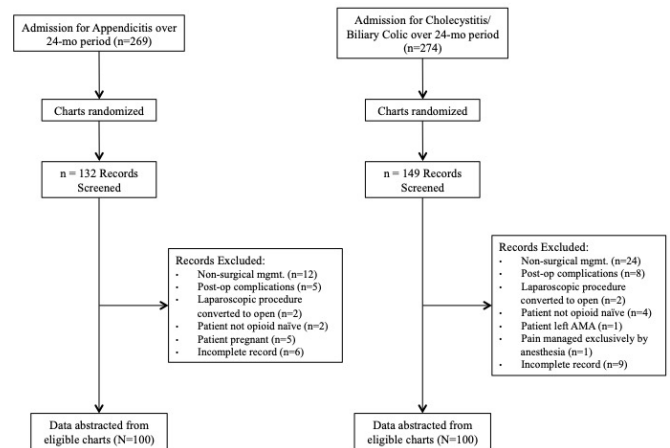 Admission for Appendicitis over
24-mo period (n=269)
Charts randomized
n = 132 Records
Screened
Records Excluded:
• Non-surgical mgmt. (n=12)
• Post-op complications (n=5)
• Laparoscopic procedure
converted to open (n=2)
• Patient not opioid naïve (n=2)
• Patient pregnant (n=5)
• Incomplete record (n=6)
Data abstracted from
eligible charts (N=100)
Admission for Cholecystitis/
Biliary Colic over 24-mo period
(n=274)
Charts randomized
n = 149 Records
Screened
Records Excluded:
• Non-surgical mgmt. (n=24)
• Post-op complications (n=8)
• Laparoscopic procedure
converted to open (n=2)
• Patient not opioid naïve (n=4)
• Patient left AMA (n=1)
• Pain managed exclusively by
anesthesia (n=1)
• Incomplete record (n=9)
Data abstracted from
eligible charts (N=100)